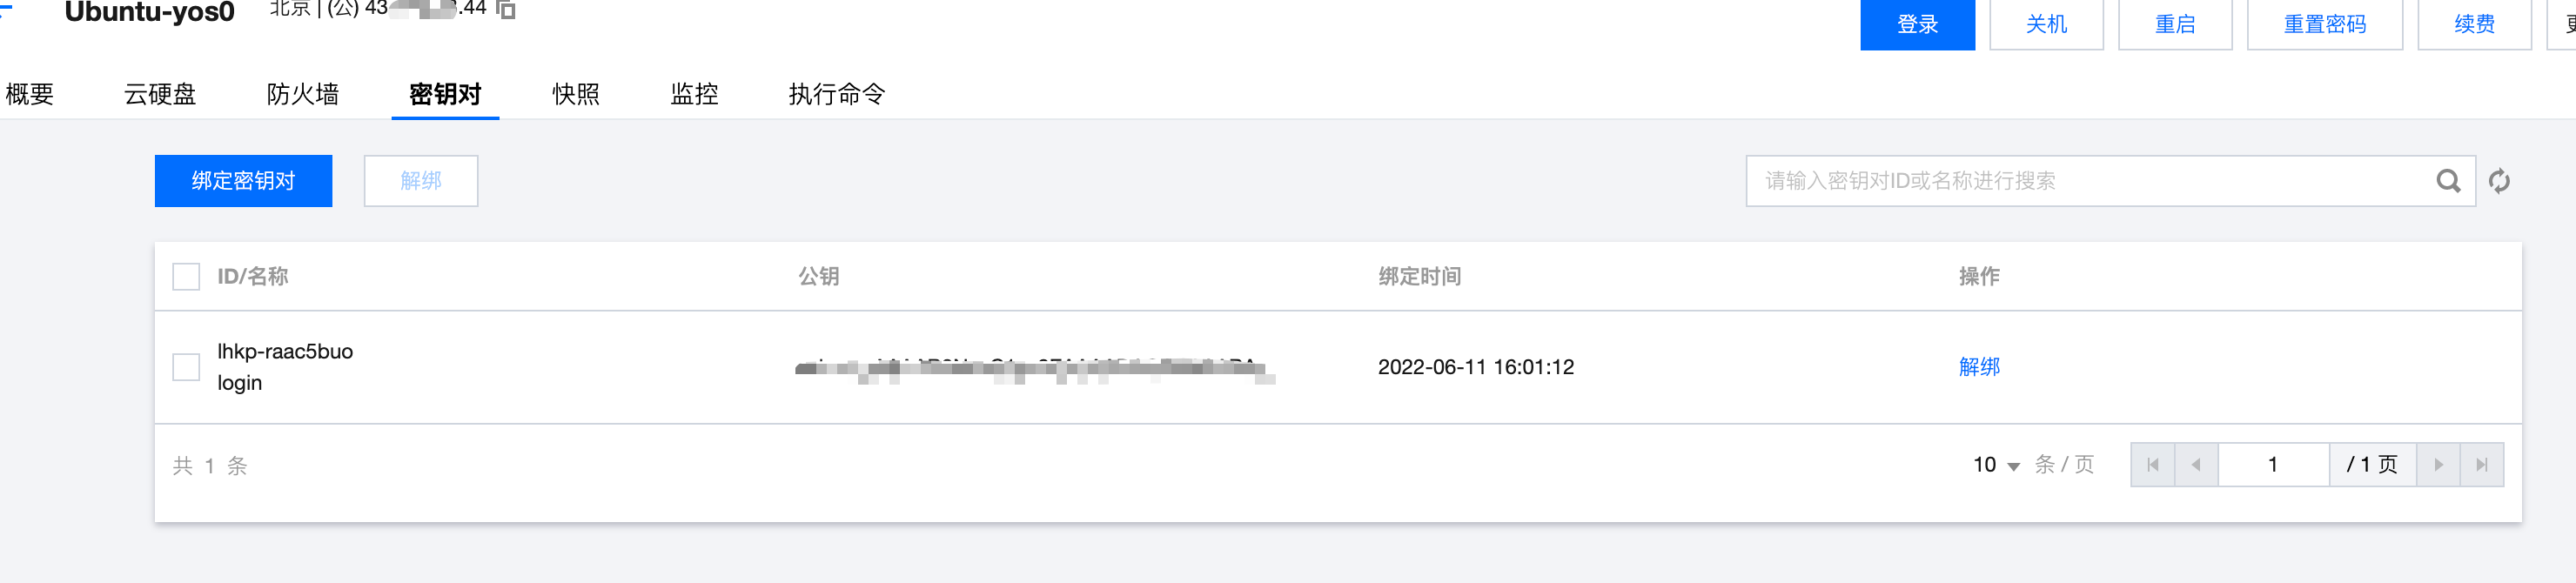 Ubuntu-yos0
北京 | (公) 43 .44
登录
关机
重启
重置密码
续费
概要
云硬盘
防火墙
密钥对
快照
监控
执行命令
绑定密钥对
解绑
请输入密钥对ID或名称进行搜索
ID/名称
公钥
绑定时间
操作
lhkp-raac5buo
login
2022-06-11 16:01:12
解绑
共 1 条
10 条 / 页
1
/ 1 页